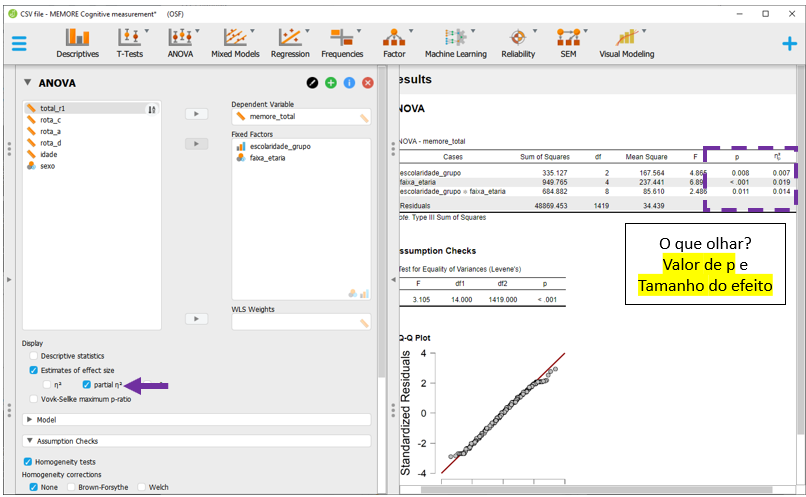 CSV file - MEMORE Cognitive measurement* (OSF)
Descriptives T-Tests ANOVA Mixed Models Regression Frequencies Factor Machine Learning Reliability SEM Visual Modeling
ANOVA
total_r1
rota_c
rota_a
rota_d
idade
sexo
Dependent Variable
memore_total
Fixed Factors
escolaridade_grupo
faixa_etaria
WLS Weights
Display
Descriptive statistics
Estimates of effect size
η² partial η²
Vovk-Sellke maximum p-ratio
Model
Assumption Checks
Homogeneity tests
Homogeneity corrections
None Brown-Forsythe Welch
esults
NOVA
NOVA - memore_total
Cases Sum of Squares df Mean Square F p η²p
escolaridade_grupo 335.127 2 167.564 4.865 0.008 0.007
faixa_etaria 949.765 4 237.441 6.89 < .001 0.019
escolaridade_grupo ✻ faixa_etaria 684.882 8 85.610 2.486 0.011 0.014
Residuals 48869.453 1419 34.439
ote. Type III Sum of Squares
O que olhar?
Valor de p e
Tamanho do efeito
ssumption Checks
Test for Equality of Variances (Levene's)
F df1 df2 p
3.105 14.000 1419.000 < .001
Q-Q Plot
Standardized Residuals
4
2
0
-2
-4